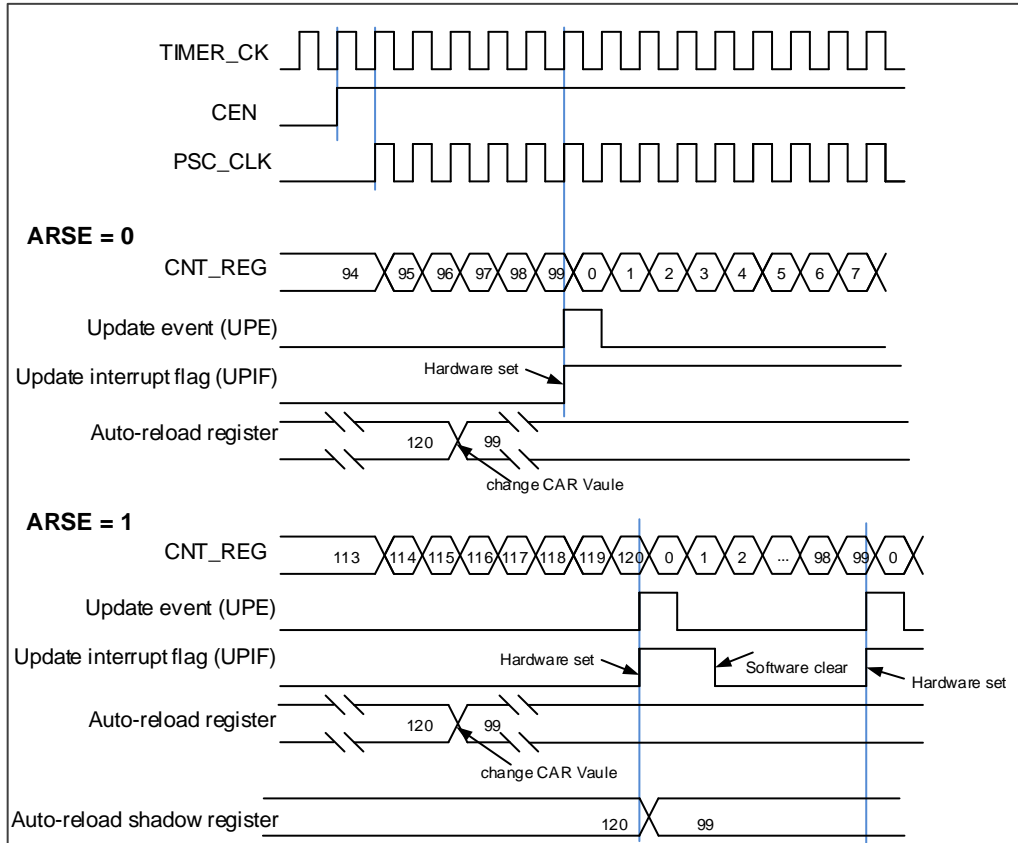 TIMER_CK
CEN
PSC_CLK
ARSE = 0
CNT_REG 94 95 96 97 98 99 0 1 2 3 4 5 6 7
Update event (UPE)
Hardware set
Update interrupt flag (UPIF)
Auto-reload register 120 99
change CAR Vaule
ARSE = 1
CNT_REG 113 114 115 116 117 118 119 120 0 1 2 ... 98 99 0
Update event (UPE)
Update interrupt flag (UPIF) Hardware set Software clear Hardware set
Auto-reload register 120 99
change CAR Vaule
Auto-reload shadow register 120 99